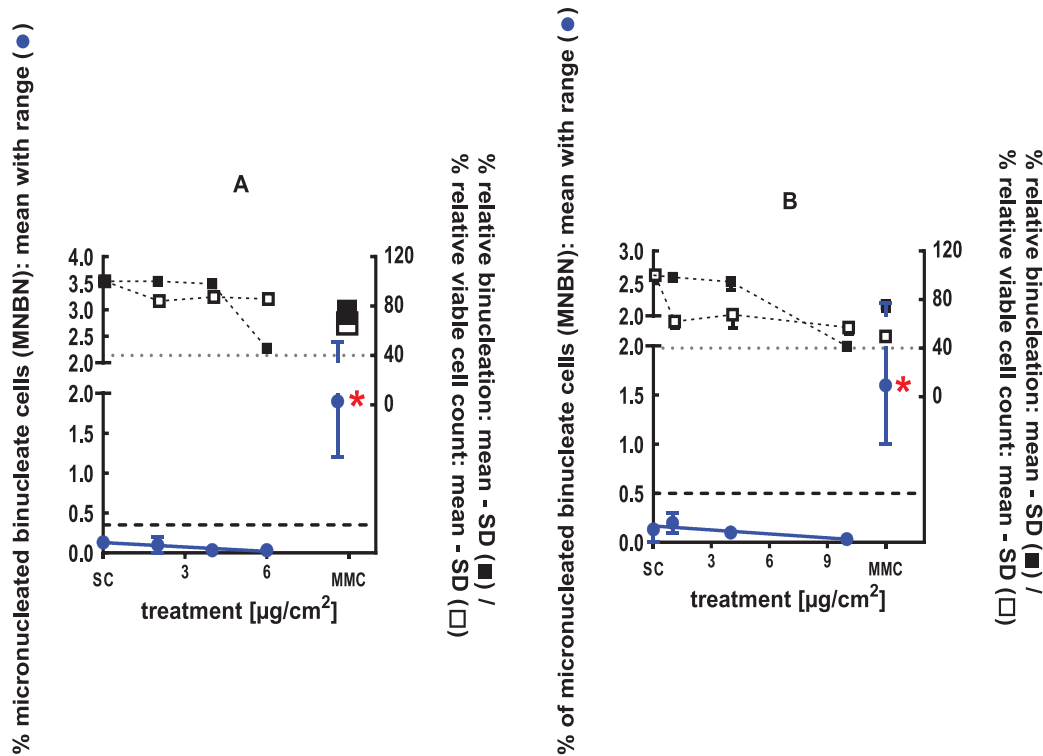 % micronucleated binucleate cells (MNBN): mean with range (●)
A
4.0
3.5
3.0
2.5
2.0
2.0
1.5
1.0
0.5
0.0
120
80
40
0
*
SC
3
6
MMC
treatment [µg/cm²]
% relative binucleation: mean - SD (■) /
% relative viable cell count: mean - SD (□)
% of micronucleated binucleate cells (MNBN): mean with range (●)
B
3.0
2.5
2.0
2.0
1.5
1.0
0.5
0.0
120
80
40
0
*
SC
3
6
9
MMC
treatment [µg/cm²]
% relative binucleation: mean - SD (■) /
% relative viable cell count: mean - SD (□)